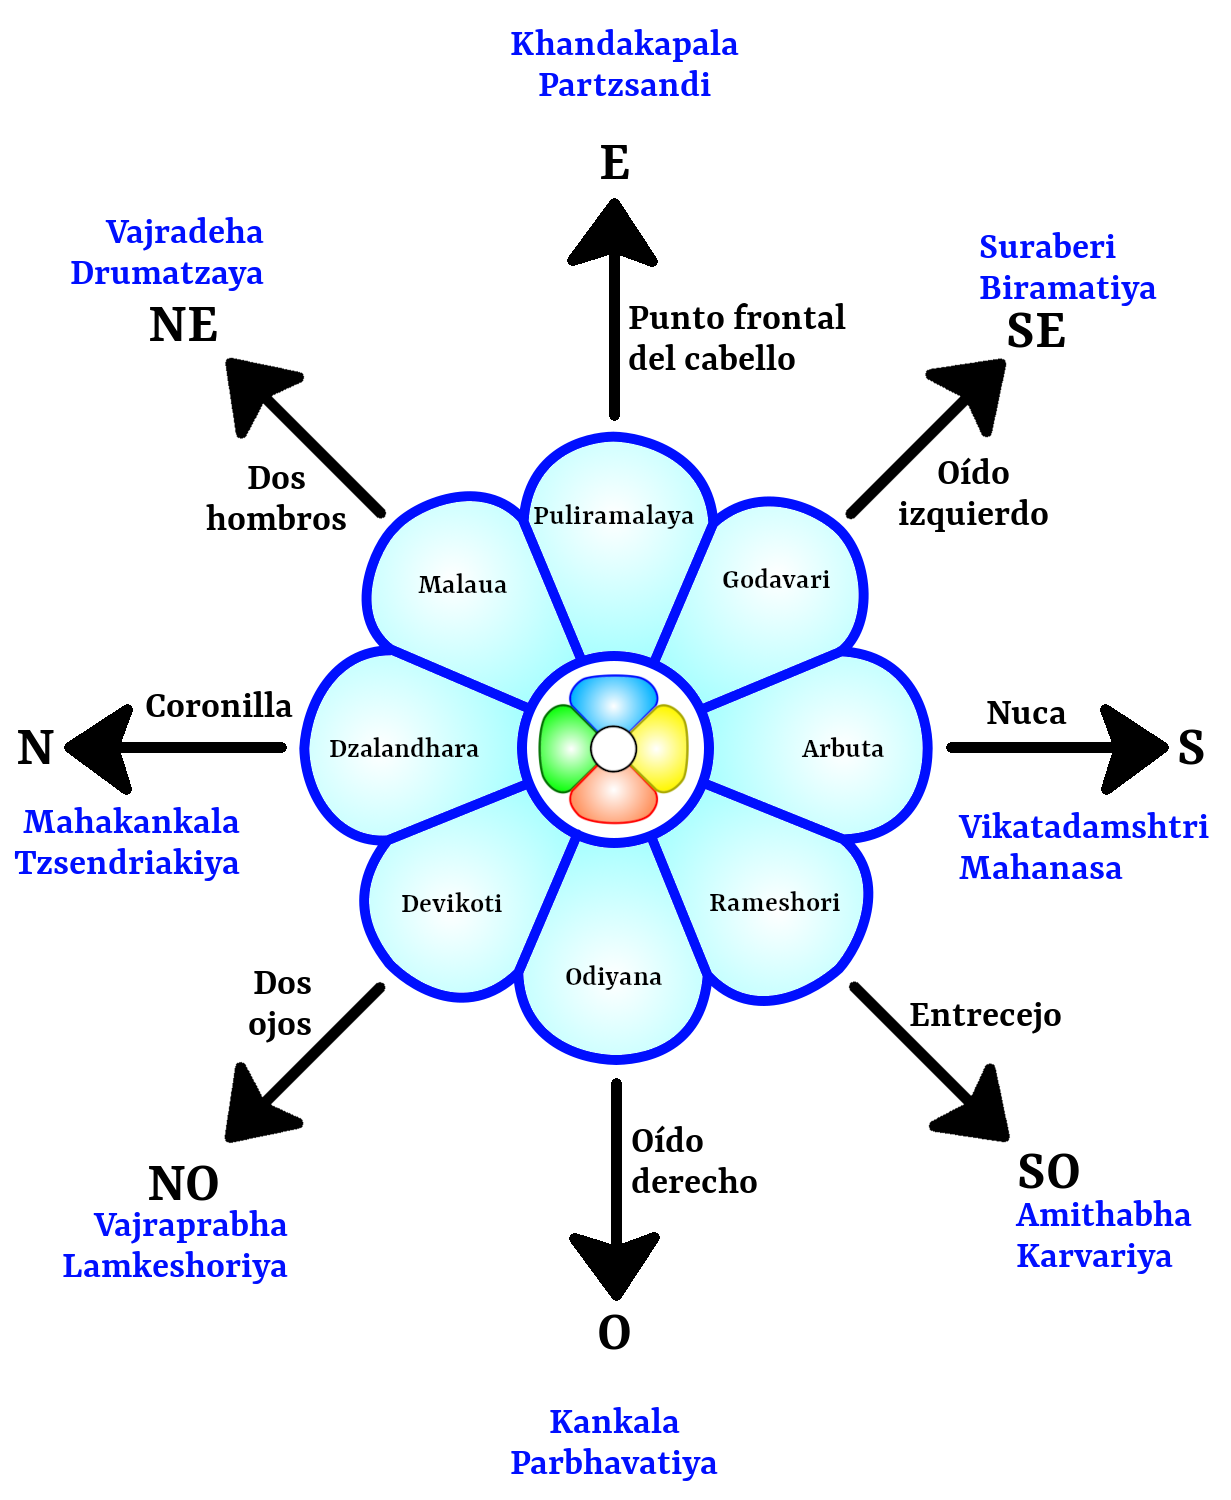 Khandakapala
Partzsandi
E
Vajradeha
Drumatzaya
NE
Suraberi
Biramatiya
SE
Punto frontal
del cabello
Dos
hombros
Oído
izquierdo
Puliramalaya
Malaua
Godavari
Coronilla
N
Mahakankala
Tzsendriakiya
Dzalandhara
Arbuta
Nuca
S
Vikatadamshtri
Mahanasa
Devikoti
Rameshori
Odiyana
Dos
ojos
Entrecejo
NO
Vajraprabha
Lamkeshoriya
Oído
derecho
SO
Amithabha
Karvariya
O
Kankala
Parbhavatiya